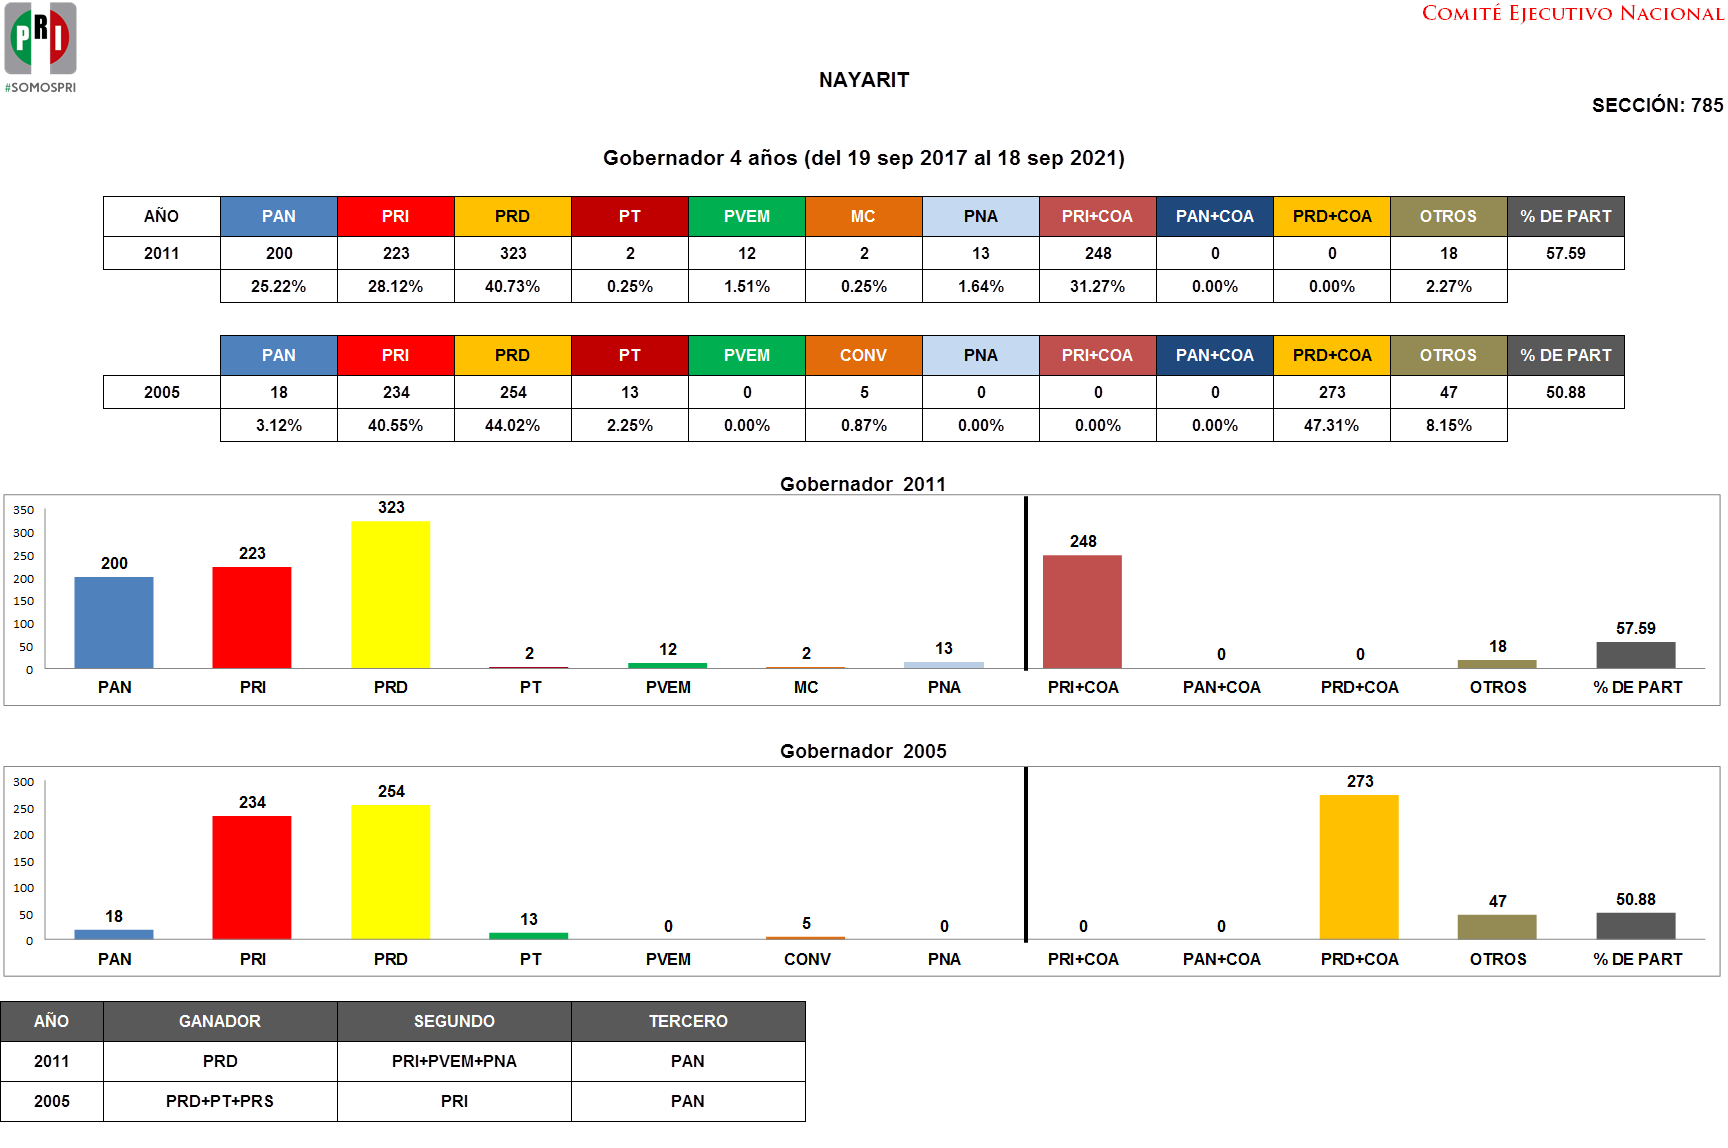 PRI
#SOMOSPRI
COMITÉ EJECUTIVO NACIONAL
NAYARIT
SECCIÓN: 785
Gobernador 4 años (del 19 sep 2017 al 18 sep 2021)
AÑO PAN PRI PRD PT PVEM MC PNA PRI+COA PAN+COA PRD+COA OTROS % DE PART
2011 200 223 323 2 12 2 13 248 0 0 18 57.59
25.22% 28.12% 40.73% 0.25% 1.51% 0.25% 1.64% 31.27% 0.00% 0.00% 2.27%
PAN PRI PRD PT PVEM CONV PNA PRI+COA PAN+COA PRD+COA OTROS % DE PART
2005 18 234 254 13 0 5 0 0 0 273 47 50.88
3.12% 40.55% 44.02% 2.25% 0.00% 0.87% 0.00% 0.00% 0.00% 47.31% 8.15%
Gobernador 2011
350
300
250
200
150
100
50
0
200 223 323 2 12 2 13 248 0 0 18 57.59
PAN PRI PRD PT PVEM MC PNA PRI+COA PAN+COA PRD+COA OTROS % DE PART
Gobernador 2005
300
250
200
150
100
50
0
18 234 254 13 0 5 0 0 0 273 47 50.88
PAN PRI PRD PT PVEM CONV PNA PRI+COA PAN+COA PRD+COA OTROS % DE PART
AÑO GANADOR SEGUNDO TERCERO
2011 PRD PRI+PVEM+PNA PAN
2005 PRD+PT+PRS PRI PAN